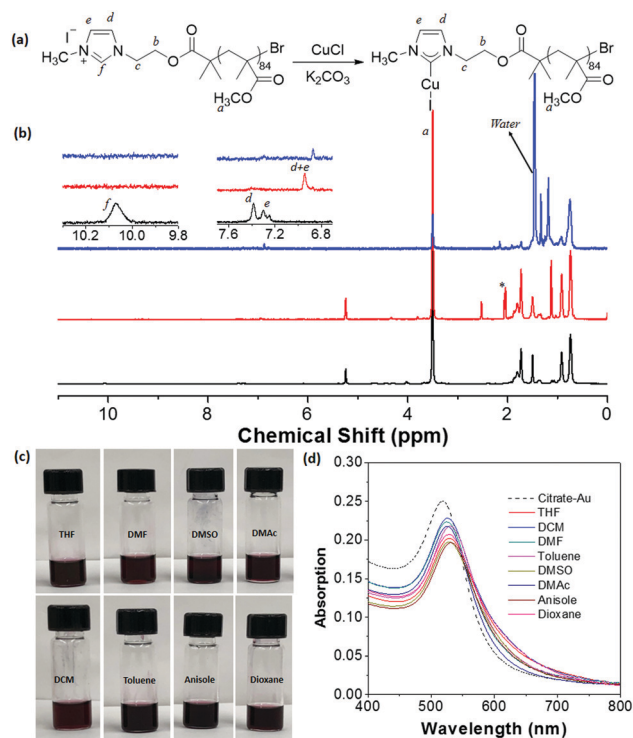 (a)
I⁻
e
d
b
O
Br
CuCl
e
d
b
O
Br
H₃C
N
+
N
O
84
H₃C
N
N
O
84
f
c
O
K₂CO₃
Cu
c
O
H₃CO
I
H₃CO
a
a
(b)
a
Water
d+e
f
d
e
*
10.2 10.0 9.8
7.6 7.2 6.8
10 8 6 4 2 0
Chemical Shift (ppm)
(c)
THF
DMF
DMSO
DMAc
DCM
Toluene
Anisole
Dioxane
(d)
0.30
0.25
0.20
0.15
0.10
0.05
0.00
Absorption
Citrate-Au
THF
DCM
DMF
Toluene
DMSO
DMAc
Anisole
Dioxane
400 500 600 700 800
Wavelength (nm)